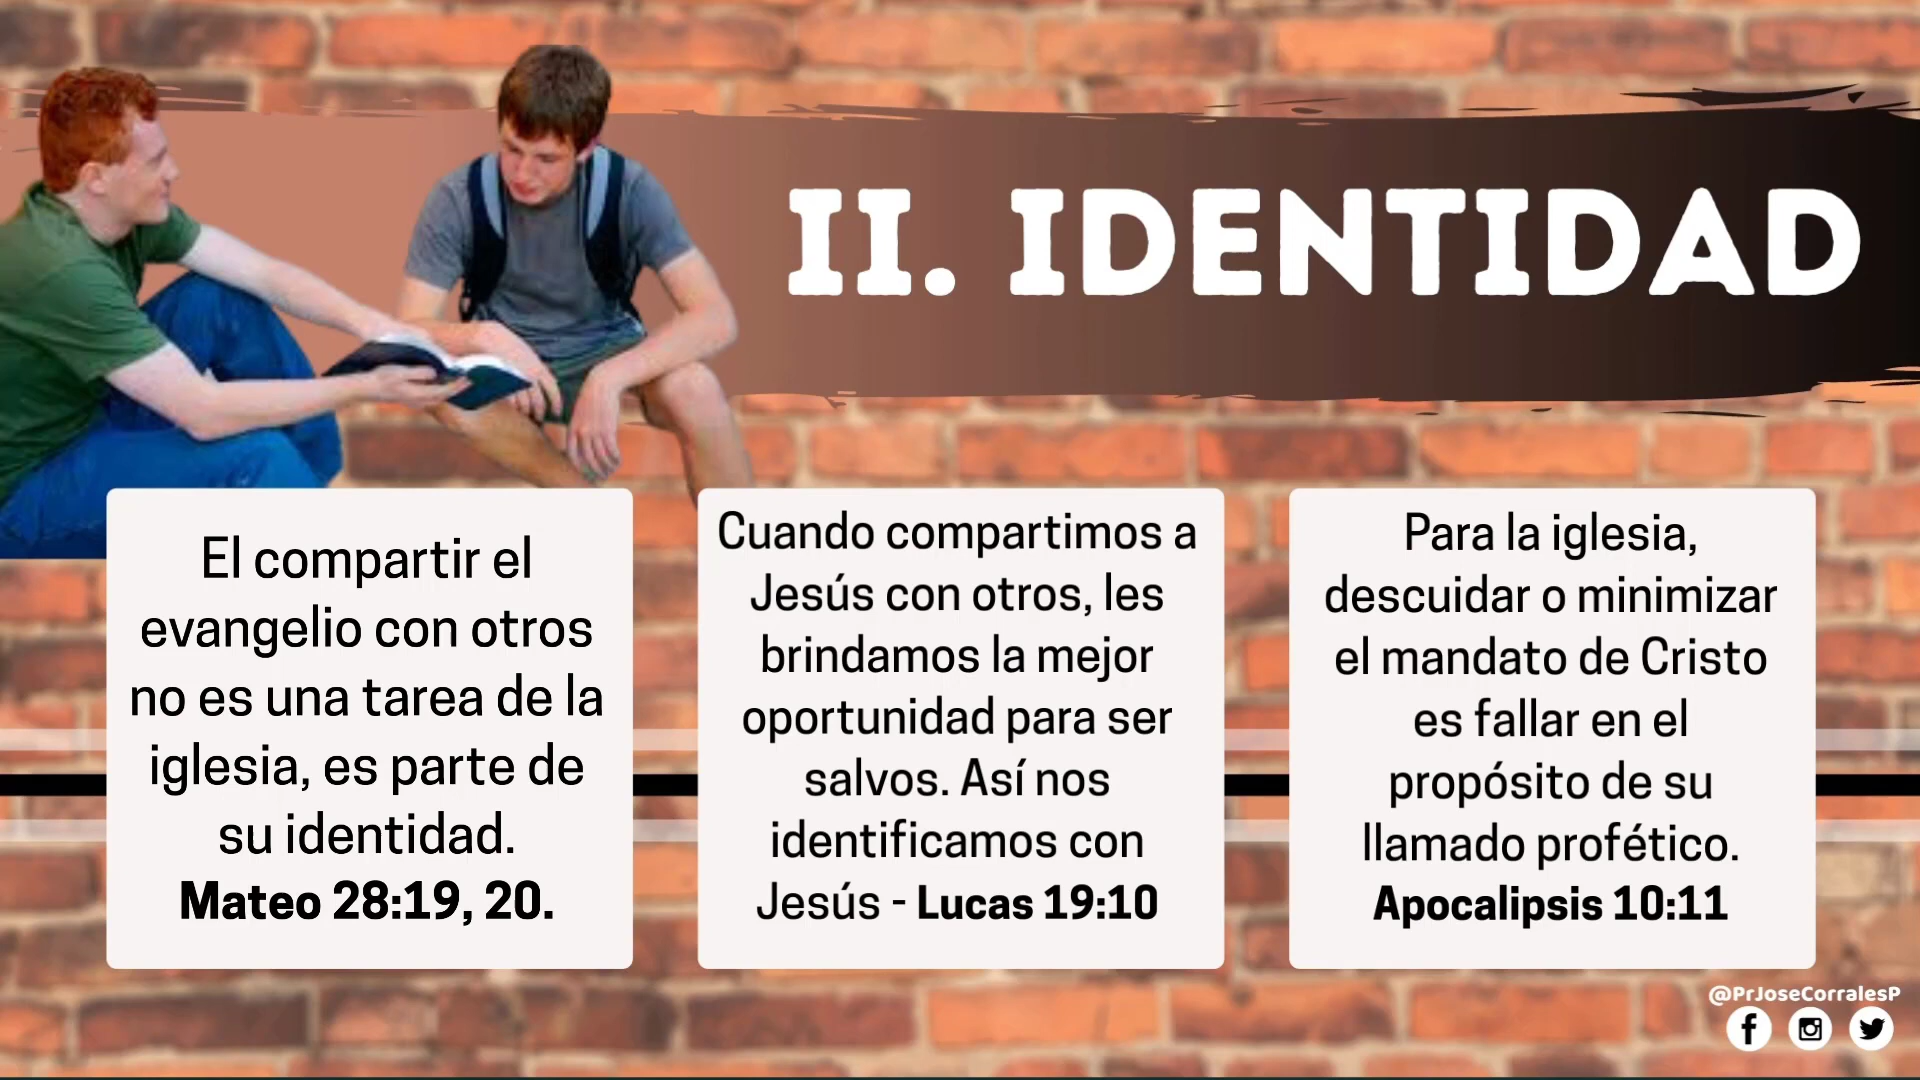 II. IDENTIDAD
El compartir el
evangelio con otros
no es una tarea de la
iglesia, es parte de
su identidad.
Mateo 28:19, 20.
Cuando compartimos a
Jesús con otros, les
brindamos la mejor
oportunidad para ser
salvos. Así nos
identificamos con
Jesús - Lucas 19:10
Para la iglesia,
descuidar o minimizar
el mandato de Cristo
es fallar en el
propósito de su
llamado profético.
Apocalipsis 10:11
@PrJoseCorralesP